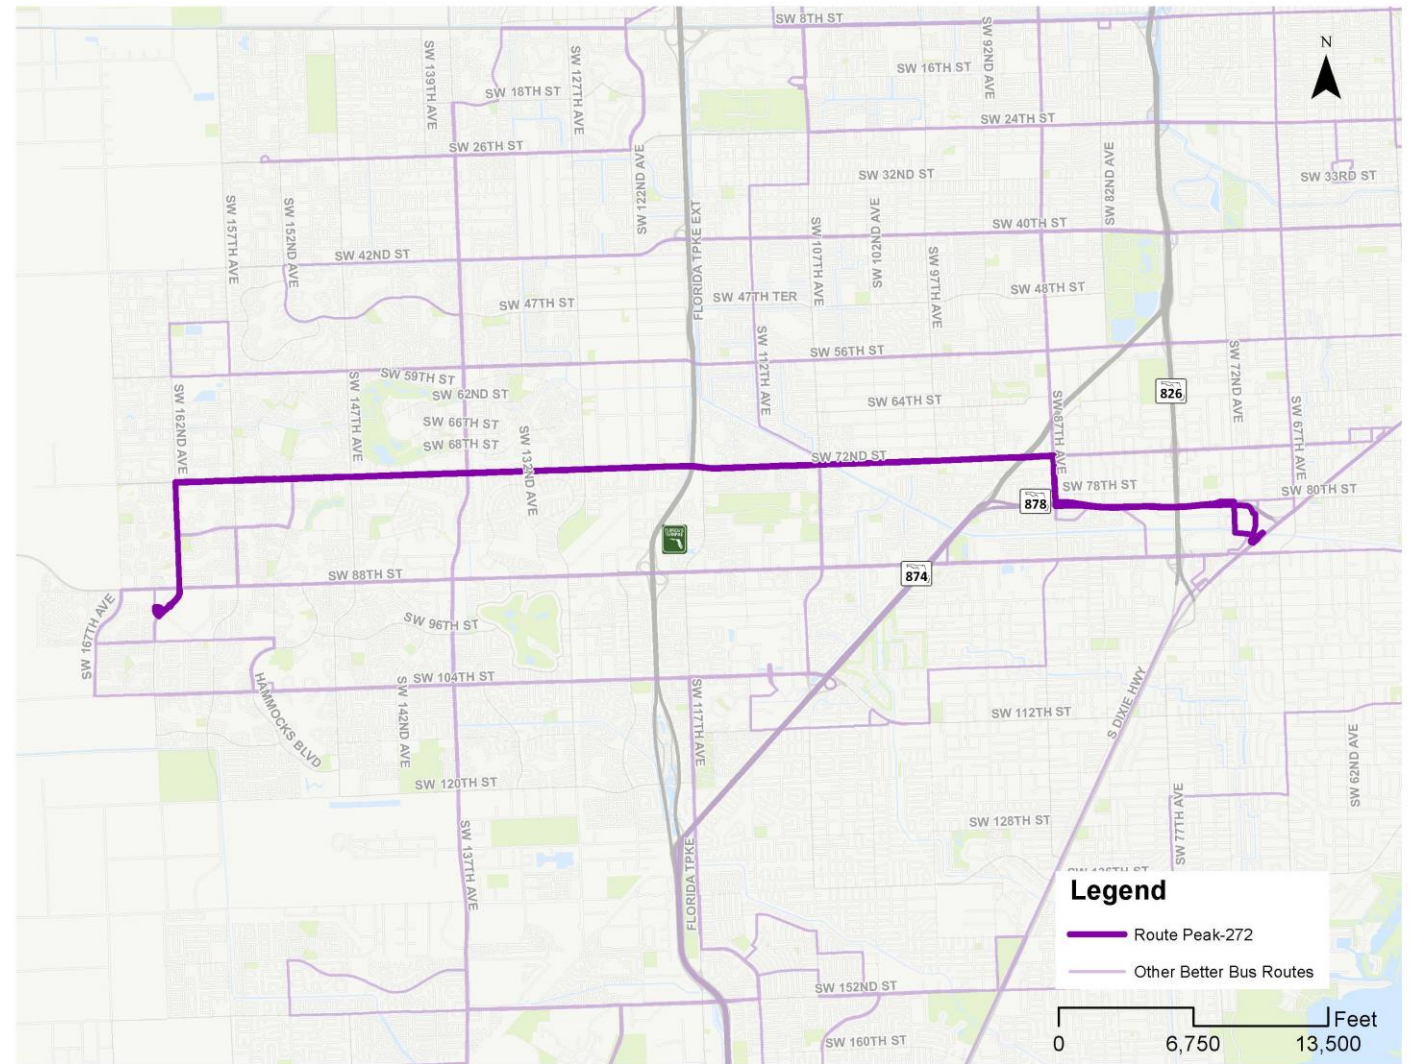 SW 8TH ST
N
SW 139TH AVE
SW 127TH AVE
SW 92ND AVE
SW 16TH ST
SW 18TH ST
SW 24TH ST
SW 26TH ST
SW 122ND AVE
SW 82ND AVE
SW 32ND ST
SW 33RD ST
SW 157TH AVE
SW 152ND AVE
FLORIDA TPKE EXT
SW 107TH AVE
SW 102ND AVE
SW 97TH AVE
SW 40TH ST
SW 42ND ST
SW 47TH ST
SW 47TH TER
SW 48TH ST
SW 112TH AVE
SW 56TH ST
SW 72ND AVE
SW 59TH ST
SW 162ND AVE
SW 147TH AVE
SW 62ND ST
826
SW 64TH ST
SW 87TH AVE
SW 67TH AVE
SW 66TH ST
SW 68TH ST
SW 132ND AVE
SW 72ND ST
SW 78TH ST
SW 80TH ST
878
SW 88TH ST
874
SW 167TH AVE
SW 96TH ST
SW 104TH ST
HAMMOCKS BLVD
SW 142ND AVE
SW 117TH AVE
SW 112TH ST
S DIXIE HWY
SW 62ND AVE
SW 120TH ST
SW 77TH AVE
SW 128TH ST
SW 137TH AVE
FLORIDA TPKE
Legend
Route Peak-272
Other Better Bus Routes
SW 152ND ST
SW 160TH ST
Feet
0 6,750 13,500